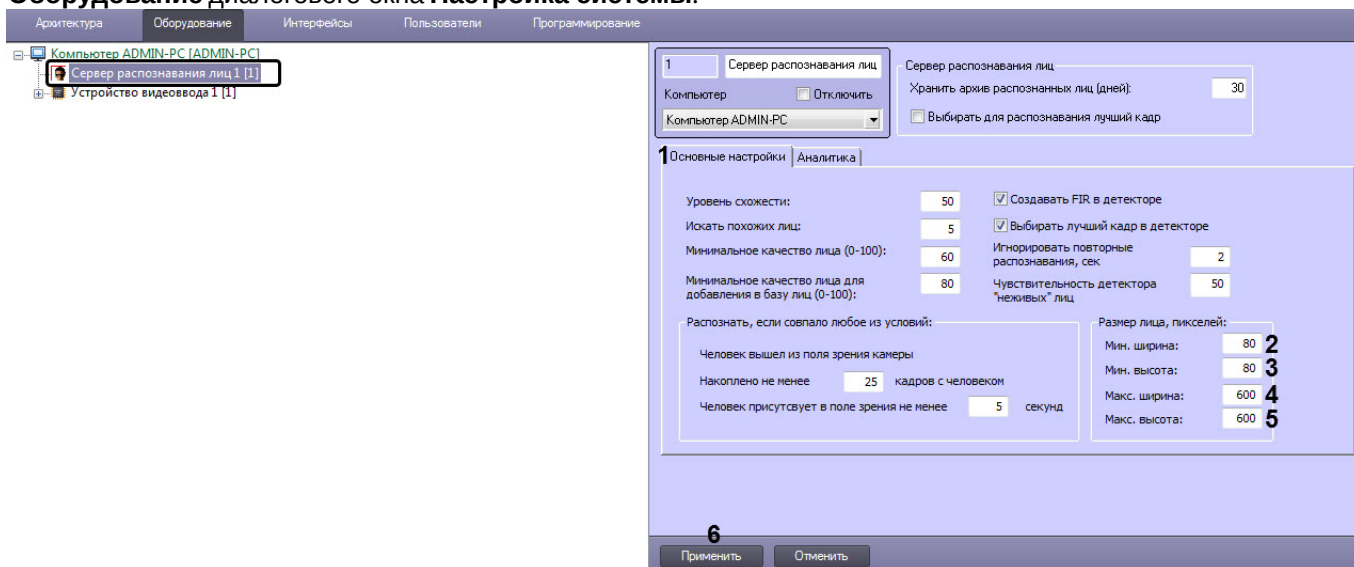 Оборудование диалогового окна Настройка системы.
Архитектура Оборудование Интерфейсы Пользователи Программирование
Компьютер ADMIN-PC [ADMIN-PC]
Сервер распознавания лиц 1 [1]
Устройство видеоввода 1 [1]
1 Сервер распознавания лиц
Компьютер Отключить
Компьютер ADMIN-PC
Сервер распознавания лиц
Хранить архив распознанных лиц (дней): 30
Выбирать для распознавания лучший кадр
1 Основные настройки Аналитика
Уровень схожести: 50
Искать похожих лиц: 5
Минимальное качество лица (0-100): 60
Минимальное качество лица для
добавления в базу лиц (0-100): 80
Создавать FIR в детекторе
Выбирать лучший кадр в детекторе
Игнорировать повторные
распознавания, сек 2
Чувствительность детектора 50
"неживых" лиц
Распознать, если совпало любое из условий:
Человек вышел из поля зрения камеры
Накоплено не менее 25 кадров с человеком
Человек присутсвует в поле зрения не менее 5 секунд
Размер лица, пикселей:
Мин. ширина: 80 2
Мин. высота: 80 3
Макс. ширина: 600 4
Макс. высота: 600 5
6
Применить Отменить